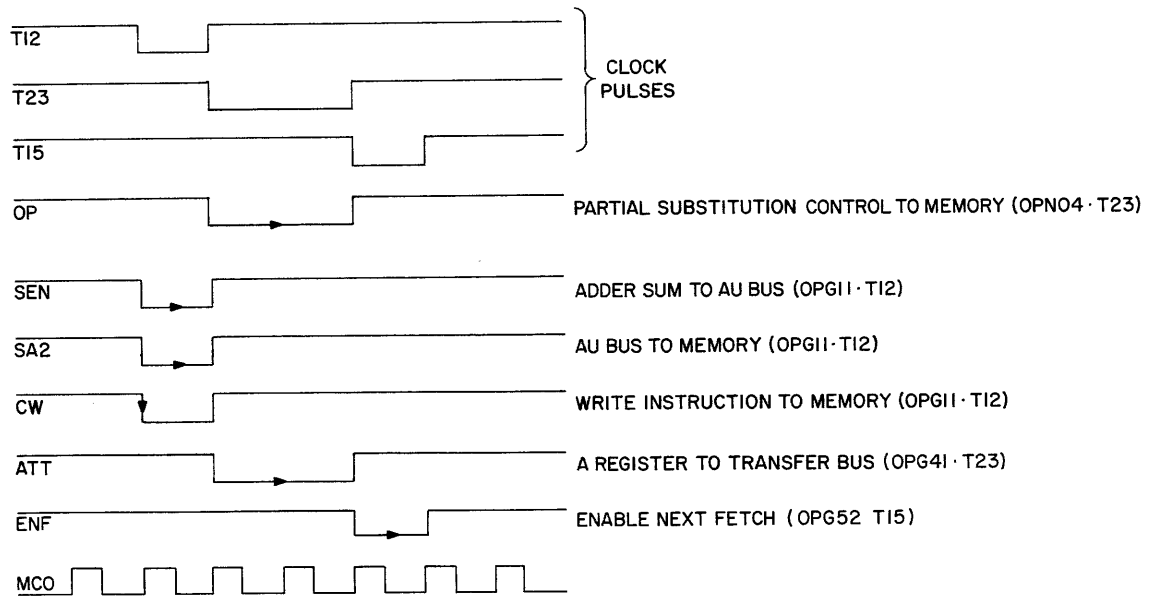 T12
CLOCK
PULSES
T23
T15
OP
PARTIAL SUBSTITUTION CONTROL TO MEMORY (OPN04·T23)
SEN
ADDER SUM TO AU BUS (OPG11·T12)
SA2
AU BUS TO MEMORY (OPG11·T12)
CW
WRITE INSTRUCTION TO MEMORY (OPG11·T12)
ATT
A REGISTER TO TRANSFER BUS (OPG41·T23)
ENF
ENABLE NEXT FETCH (OPG52 T15)
MCO